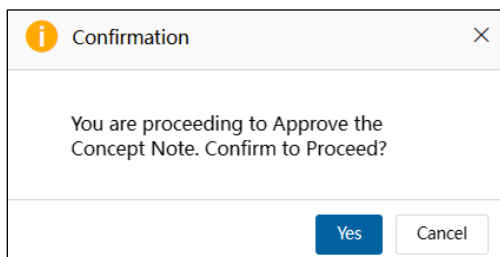 Confirmation
You are proceeding to Approve the
Concept Note. Confirm to Proceed?
Yes Cancel